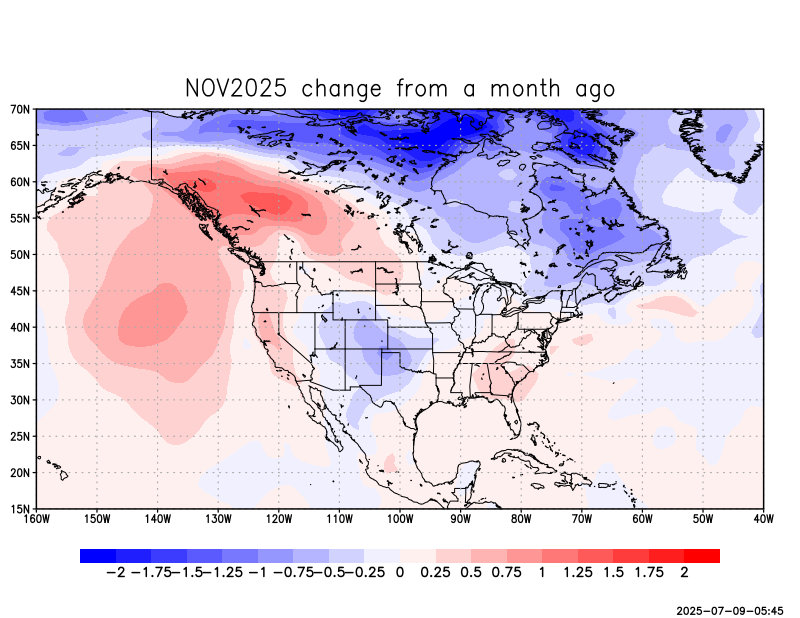 NOV2025 change from a month ago
70N
65N
60N
55N
50N
45N
40N
35N
30N
25N
20N
15N
160W 150W 140W 130W 120W 110W 100W 90W 80W 70W 60W 50W 40W
−2 −1.75 −1.5 −1.25 −1 −0.75 −0.5 −0.25 0 0.25 0.5 0.75 1 1.25 1.5 1.75 2
2025-07-09-05:45